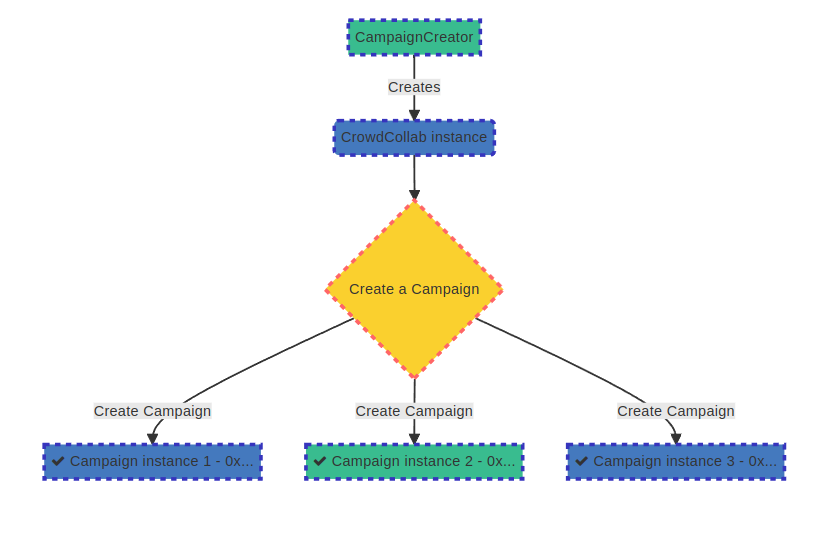 CampaignCreator
Creates
CrowdCollab instance
Create a Campaign
Create Campaign Create Campaign Create Campaign
✔ Campaign instance 1 - 0x... ✔ Campaign instance 2 - 0x... ✔ Campaign instance 3 - 0x...